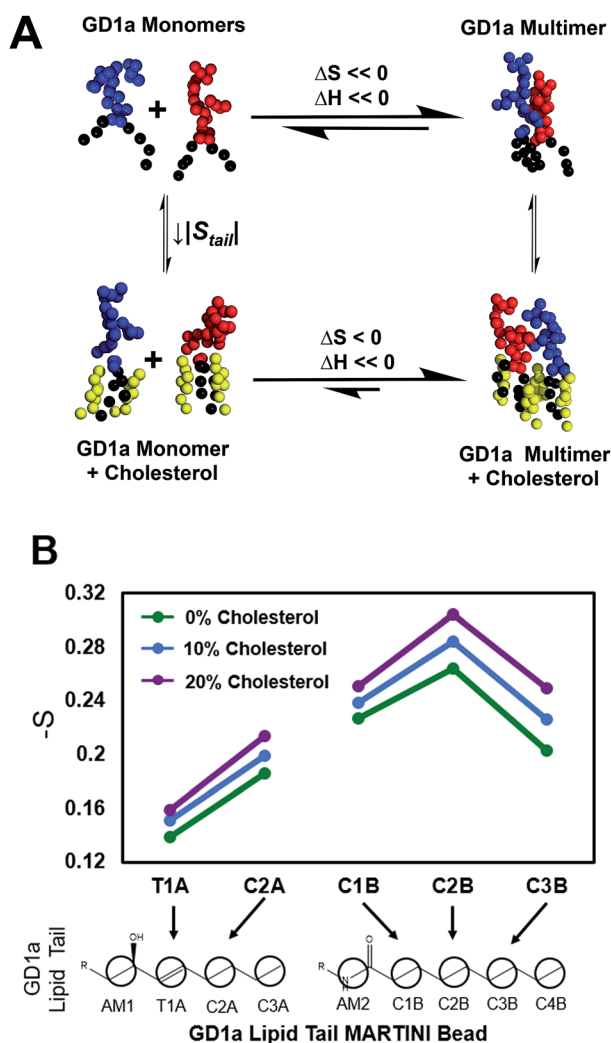 A
GD1a Monomers
GD1a Multimer
+
ΔS << 0
ΔH << 0
↓|Stail|
+
ΔS < 0
ΔH << 0
GD1a Monomer
+ Cholesterol
GD1a Multimer
+ Cholesterol
B
0.32
0.28
0.24
0.2
0.16
0.12
-S
0% Cholesterol
10% Cholesterol
20% Cholesterol
T1A C2A C1B C2B C3B
GD1a
Lipid Tail
R OH
AM1 T1A C2A C3A
R N H O
AM2 C1B C2B C3B C4B
GD1a Lipid Tail MARTINI Bead